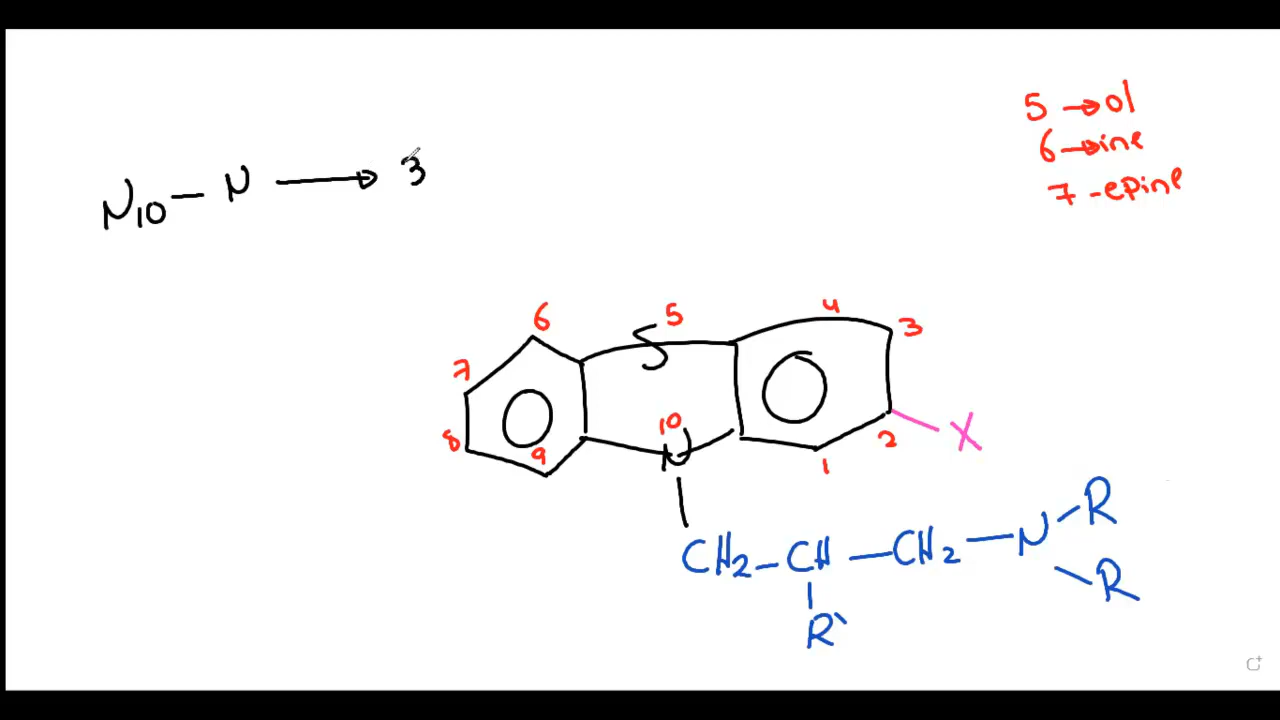 5 → ol
6 → ine
7 - epine
N10 - N → 3
6 5 4 3
7
8 9 10 N 1 2 X
S
CH2 - CH - CH2 - N - R
- R
R`